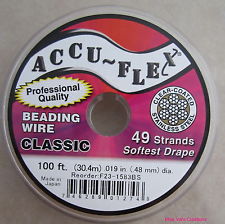 ACCU~FLEX
Professional
Quality
BEADING
WIRE
CLASSIC
CLEAR-COATED
STAINLESS STEEL
49 Strands
Softest Drape
100 ft. (30.4m) .019 in. (.48 mm) dia.
Reorder:F23-1583BS
Made in
Japan